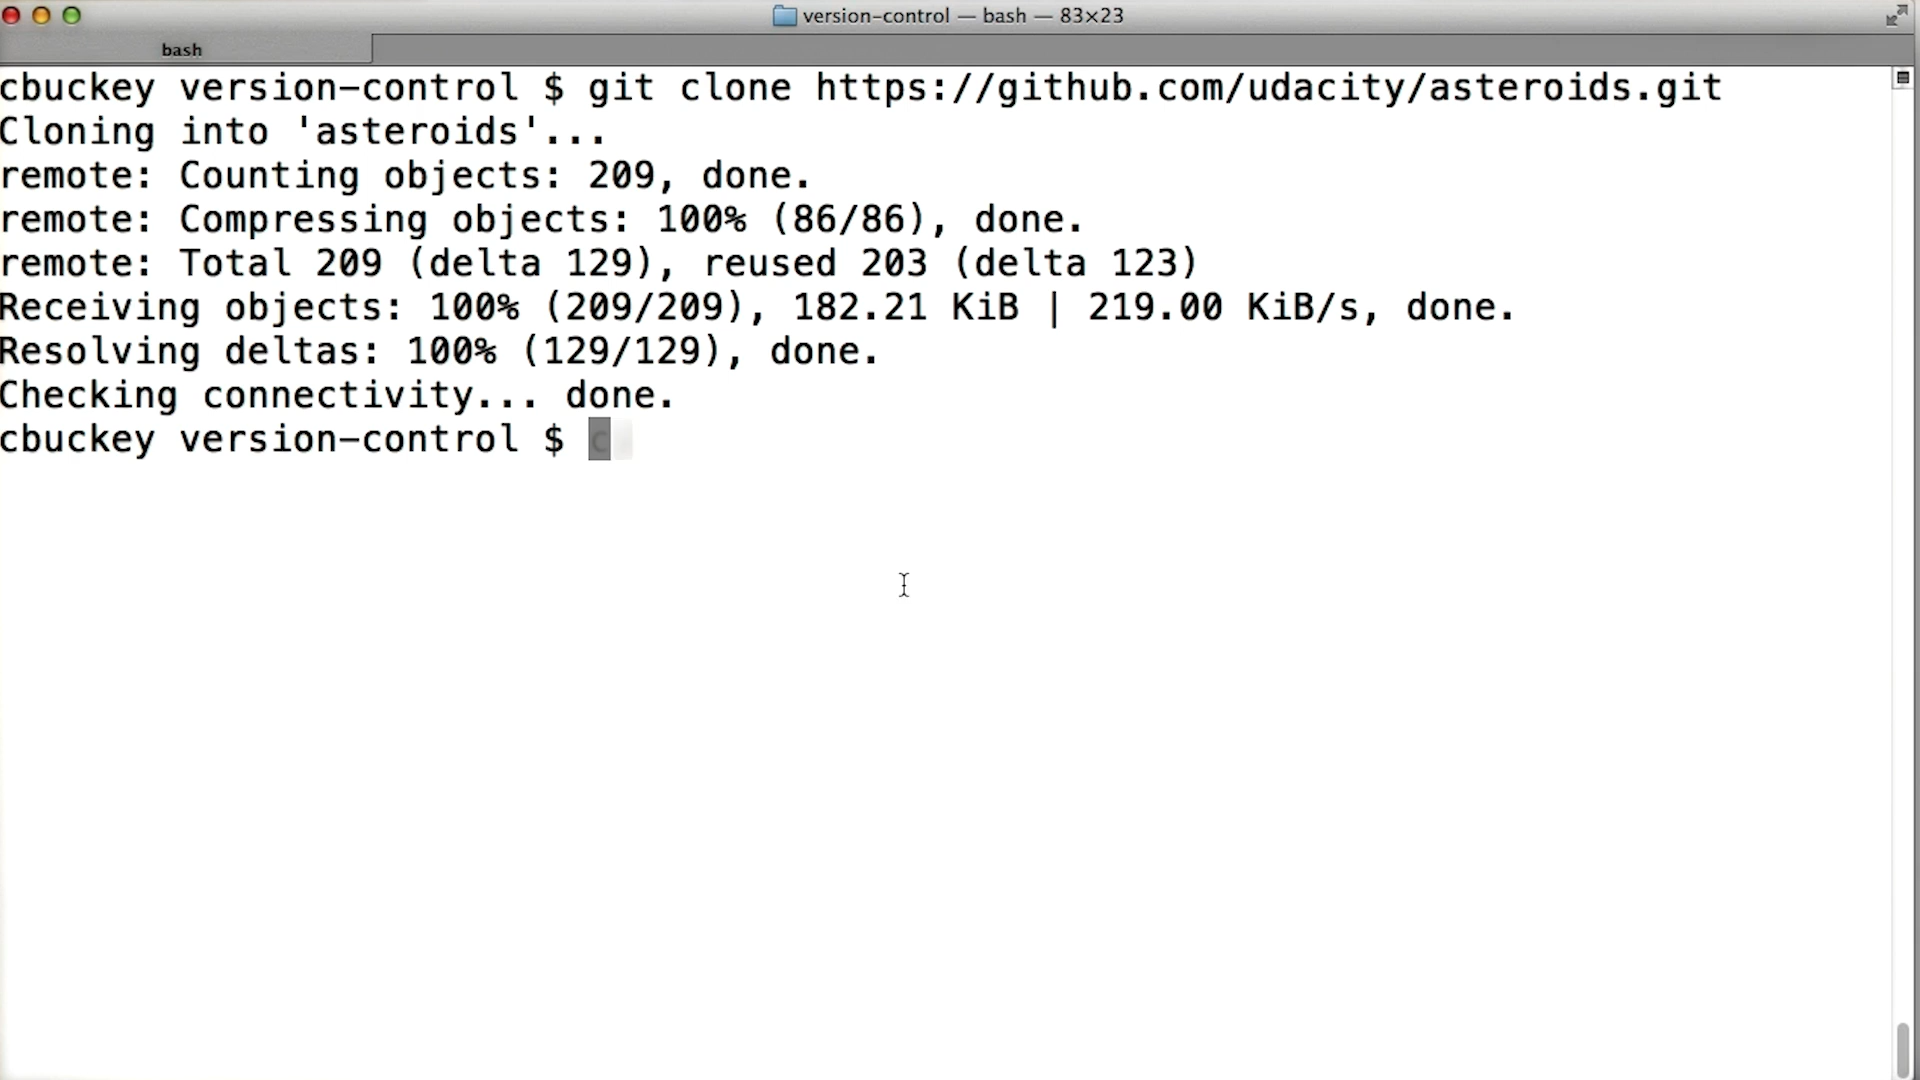 version-control — bash — 83×23
bash
cbuckey version-control $ git clone https://github.com/udacity/asteroids.git
Cloning into 'asteroids'...
remote: Counting objects: 209, done.
remote: Compressing objects: 100% (86/86), done.
remote: Total 209 (delta 129), reused 203 (delta 123)
Receiving objects: 100% (209/209), 182.21 KiB | 219.00 KiB/s, done.
Resolving deltas: 100% (129/129), done.
Checking connectivity... done.
cbuckey version-control $ c